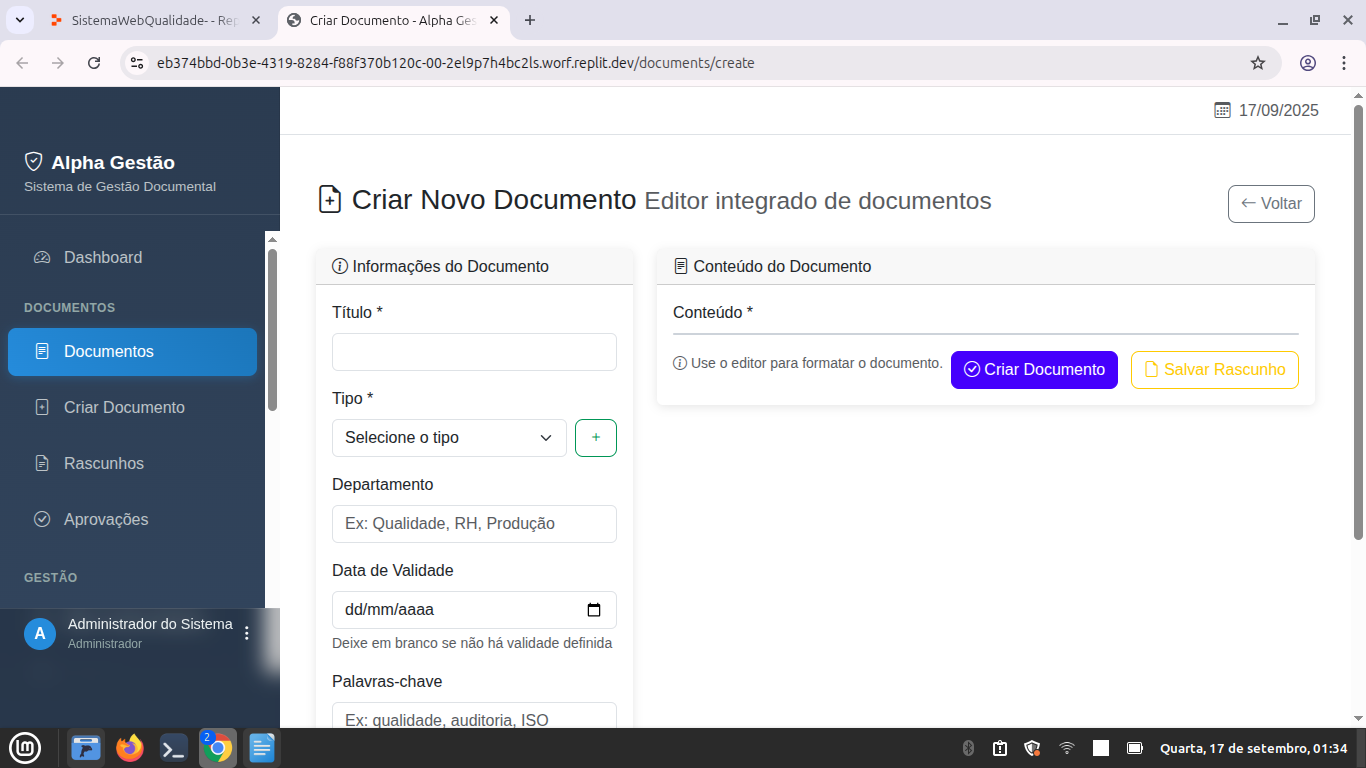 SistemaWebQualidade- - Rep
Criar Documento - Alpha Ges
eb374bbd-0b3e-4319-8284-f88f370b120c-00-2el9p7h4bc2ls.worf.replit.dev/documents/create
17/09/2025
Alpha Gestão
Sistema de Gestão Documental
Dashboard
DOCUMENTOS
Documentos
Criar Documento
Rascunhos
Aprovações
GESTÃO
A
Administrador do Sistema
Administrador
Criar Novo Documento Editor integrado de documentos
Voltar
Informações do Documento
Título *
Tipo *
Selecione o tipo
+
Departamento
Ex: Qualidade, RH, Produção
Data de Validade
dd/mm/aaaa
Deixe em branco se não há validade definida
Palavras-chave
Ex: qualidade, auditoria, ISO
Conteúdo do Documento
Conteúdo *
Use o editor para formatar o documento.
Criar Documento
Salvar Rascunho
2
Quarta, 17 de setembro, 01:34